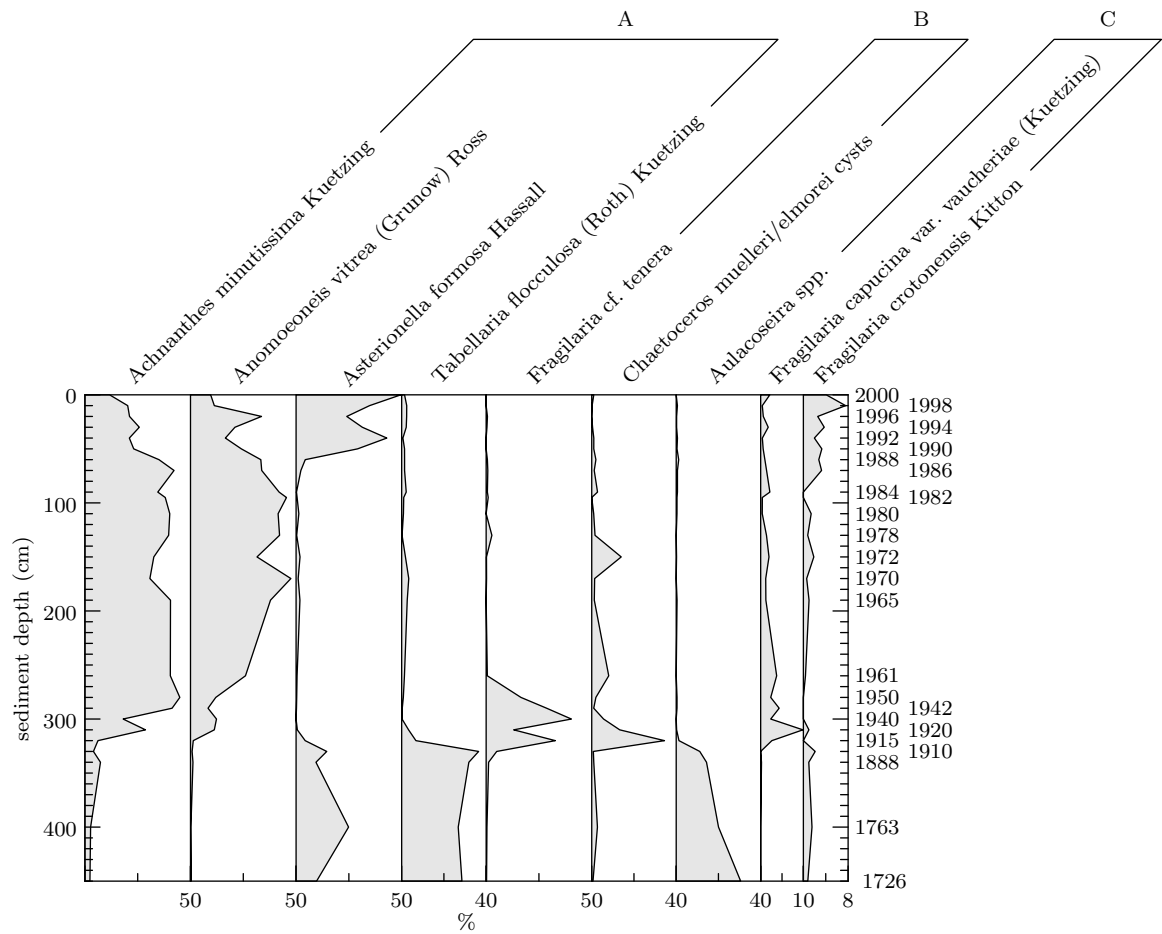 A B C
Achnanthes minutissima Kuetzing
Anomoeoneis vitrea (Grunow) Ross
Asterionella formosa Hassall
Tabellaria flocculosa (Roth) Kuetzing
Fragilaria cf. tenera
Chaetoceros muelleri/elmorei cysts
Aulacoseira spp.
Fragilaria capucina var. vaucheriae (Kuetzing)
Fragilaria crotonensis Kitton
sediment depth (cm)
0
100
200
300
400
2000
1998
1996
1994
1992
1990
1988
1986
1984
1982
1980
1978
1972
1970
1965
1961
1950
1942
1940
1920
1915
1910
1888
1763
1726
50 50 50 40 50 40 40 10 8
%